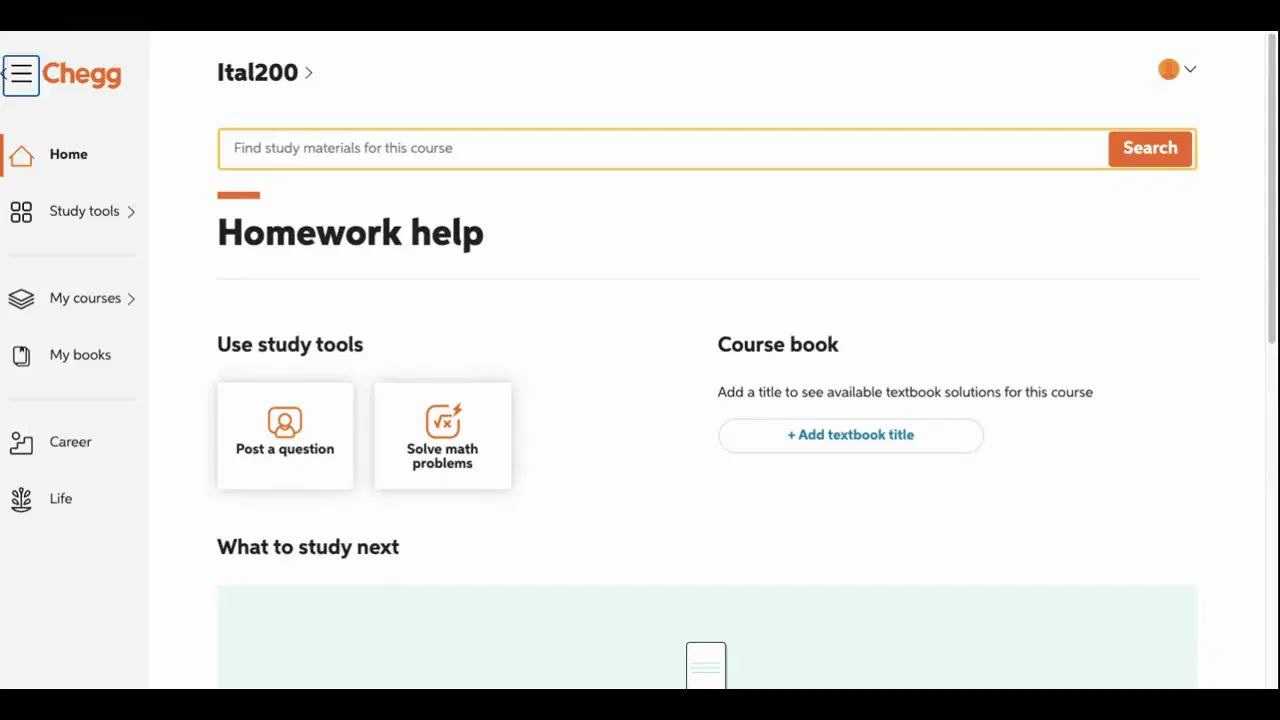 Chegg
Home
Study tools
My courses
My books
Career
Life
Ital200
Find study materials for this course
Search
Homework help
Use study tools
Post a question
Solve math
problems
Course book
Add a title to see available textbook solutions for this course
+ Add textbook title
What to study next